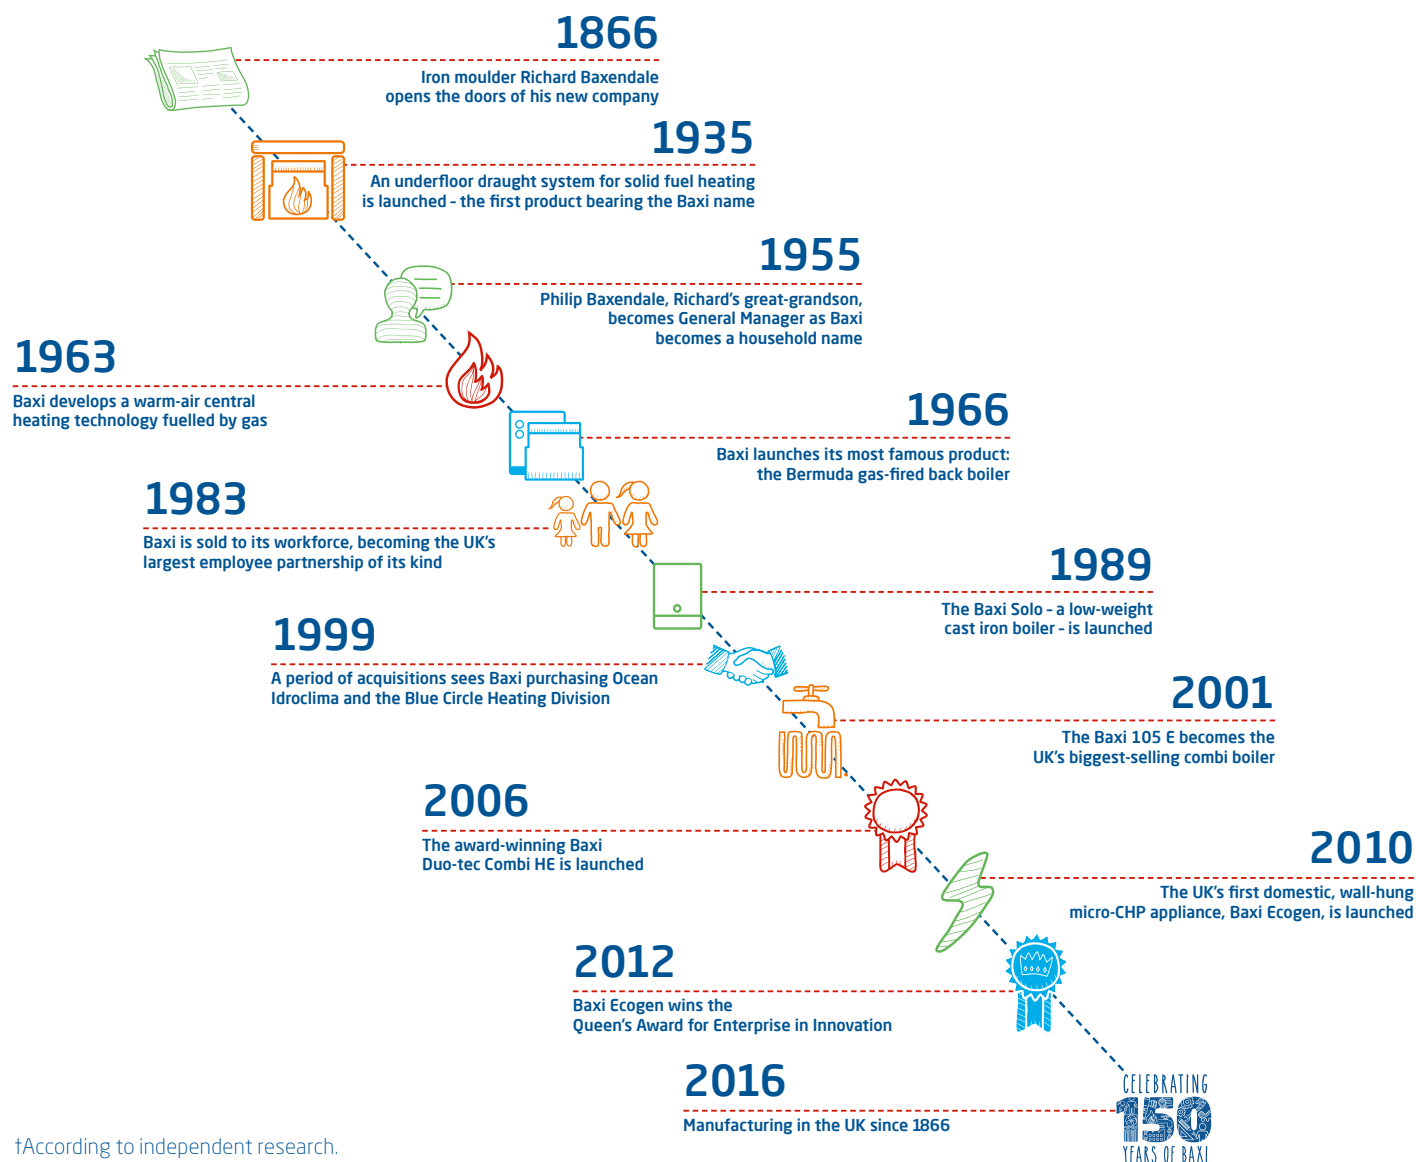 1866
Iron moulder Richard Baxendale
opens the doors of his new company
1935
An underfloor draught system for solid fuel heating
is launched – the first product bearing the Baxi name
1955
Philip Baxendale, Richard's great-grandson,
becomes General Manager as Baxi
becomes a household name
1963
Baxi develops a warm-air central
heating technology fuelled by gas
1966
Baxi launches its most famous product:
the Bermuda gas-fired back boiler
1983
Baxi is sold to its workforce, becoming the UK's
largest employee partnership of its kind
1989
The Baxi Solo – a low-weight
cast iron boiler – is launched
1999
A period of acquisitions sees Baxi purchasing Ocean
Idroclima and the Blue Circle Heating Division
2001
The Baxi 105 E becomes the
UK's biggest-selling combi boiler
2006
The award-winning Baxi
Duo-tec Combi HE is launched
2010
The UK's first domestic, wall-hung
micro-CHP appliance, Baxi Ecogen, is launched
2012
Baxi Ecogen wins the
Queen's Award for Enterprise in Innovation
2016
Manufacturing in the UK since 1866
CELEBRATING
150
YEARS OF BAXI
†According to independent research.